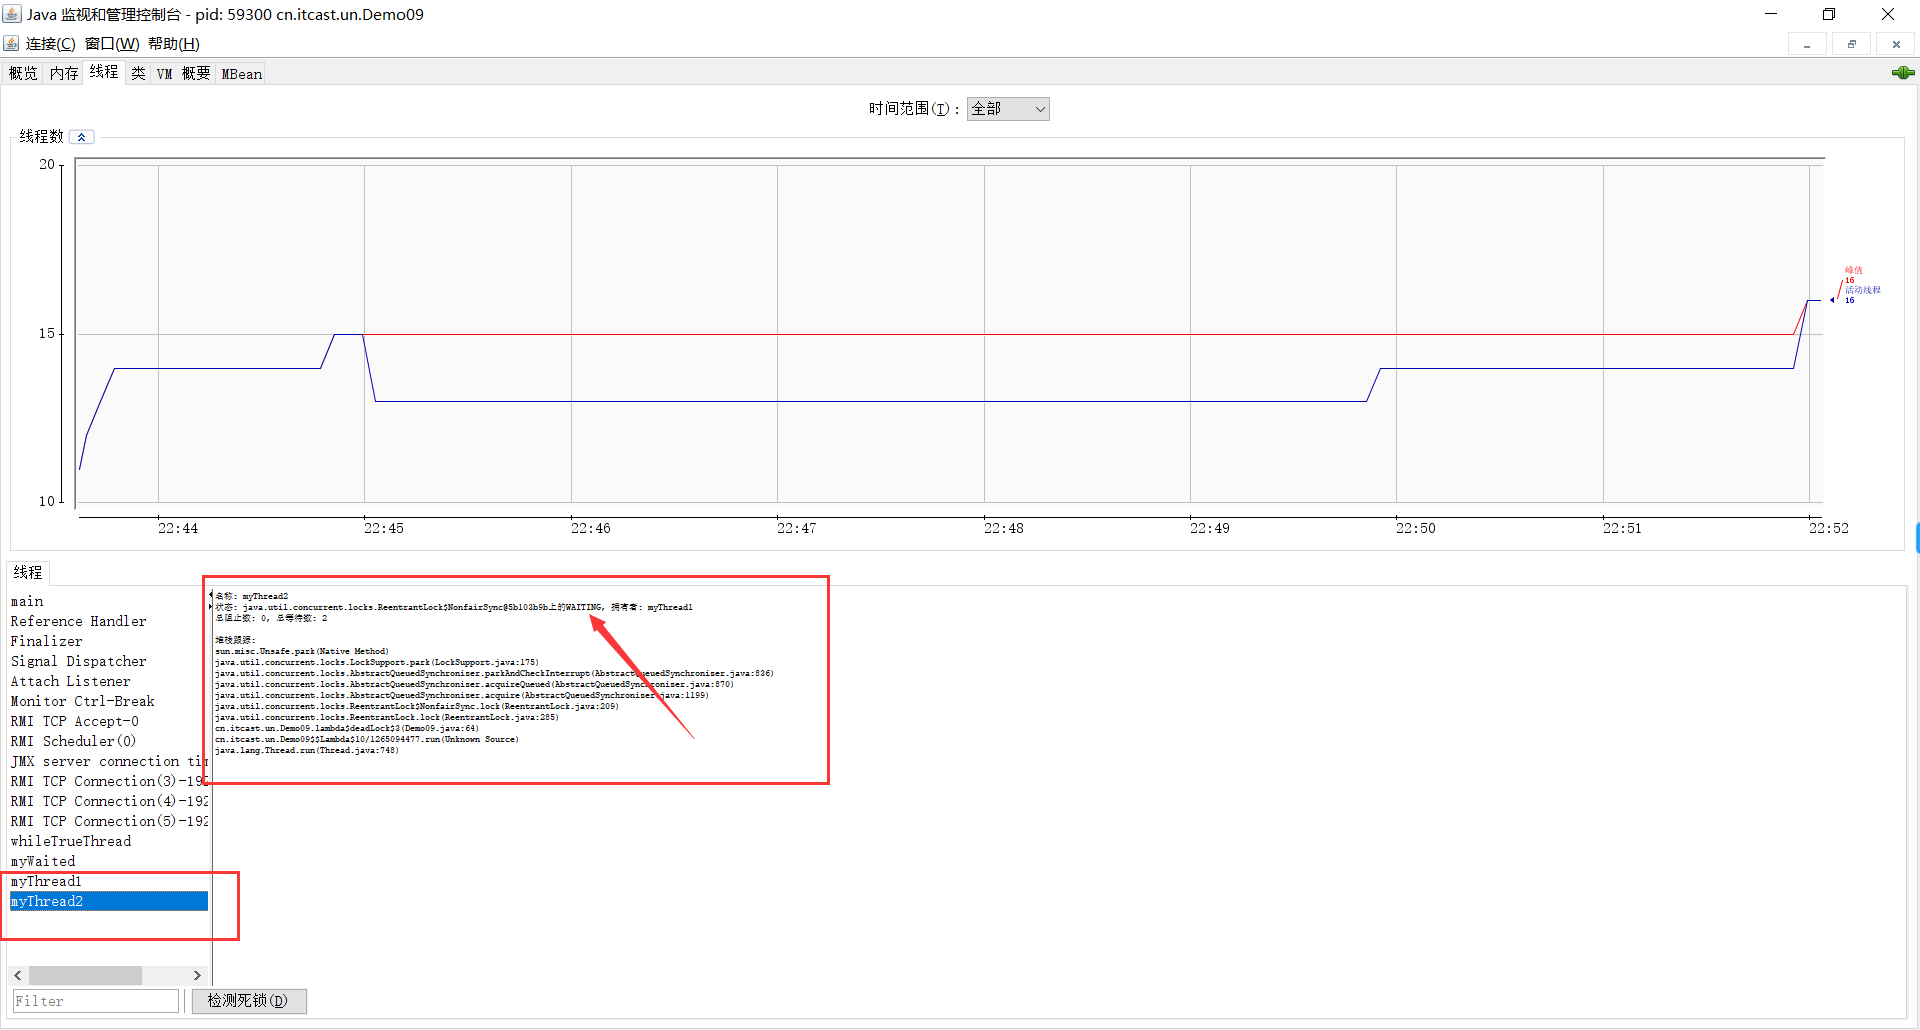 Java 监视和管理控制台 - pid: 59300 cn.itcast.un.Demo09
连接(C) 窗口(W) 帮助(H)
概览 内存 线程 类 VM 概要 MBean
时间范围(T): 全部
线程数
20
15
10
峰值
16
活动线程
16
22:44 22:45 22:46 22:47 22:48 22:49 22:50 22:51 22:52
线程
main
Reference Handler
Finalizer
Signal Dispatcher
Attach Listener
Monitor Ctrl-Break
RMI TCP Accept-0
RMI Scheduler(0)
JMX server connection tim
RMI TCP Connection(3)-192
RMI TCP Connection(4)-192
RMI TCP Connection(5)-192
whileTrueThread
myWaited
myThread1
myThread2
名称: myThread2
状态: java.util.concurrent.locks.ReentrantLock$NonfairSync@5b103b9b上的WAITING, 拥有者: myThread1
总阻止数: 0, 总等待数: 2
堆栈跟踪:
sun.misc.Unsafe.park(Native Method)
java.util.concurrent.locks.LockSupport.park(LockSupport.java:175)
java.util.concurrent.locks.AbstractQueuedSynchronizer.parkAndCheckInterrupt(AbstractQueuedSynchronizer.java:836)
java.util.concurrent.locks.AbstractQueuedSynchronizer.acquireQueued(AbstractQueuedSynchronizer.java:870)
java.util.concurrent.locks.AbstractQueuedSynchronizer.acquire(AbstractQueuedSynchronizer.java:1199)
java.util.concurrent.locks.ReentrantLock$NonfairSync.lock(ReentrantLock.java:209)
java.util.concurrent.locks.ReentrantLock.lock(ReentrantLock.java:285)
cn.itcast.un.Demo09.lambda$deadLock$3(Demo09.java:64)
cn.itcast.un.Demo09$$Lambda$10/1265094477.run(Unknown Source)
java.lang.Thread.run(Thread.java:748)
Filter
检测死锁(D)